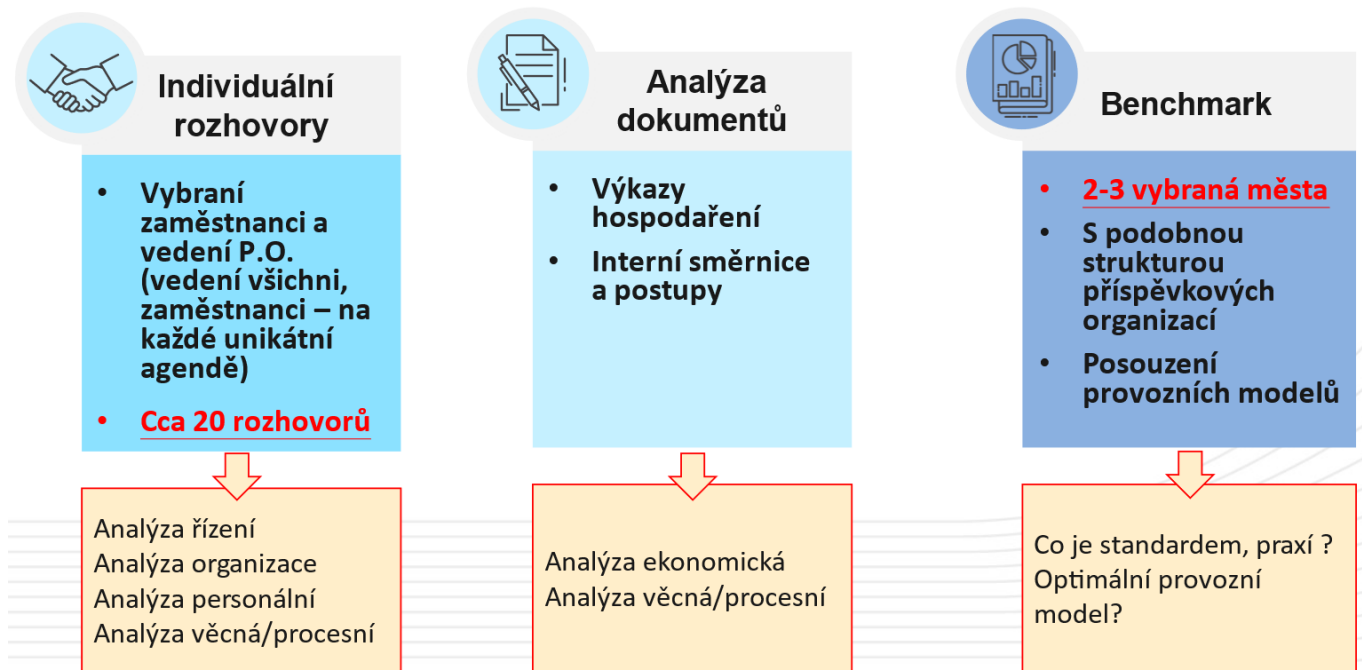 Individuální
rozhovory
• Vybraní
zaměstnanci a
vedení P.O.
(vedení všichni,
zaměstnanci – na
každé unikátní
agendě)
• Cca 20 rozhovorů
Analýza řízení
Analýza organizace
Analýza personální
Analýza věcná/procesní
Analýza
dokumentů
• Výkazy
hospodaření
• Interní směrnice
a postupy
Analýza ekonomická
Analýza věcná/procesní
Benchmark
• 2-3 vybraná města
• S podobnou
strukturou
příspěvkových
organizací
• Posouzení
provozních modelů
Co je standardem, praxí ?
Optimální provozní
model?